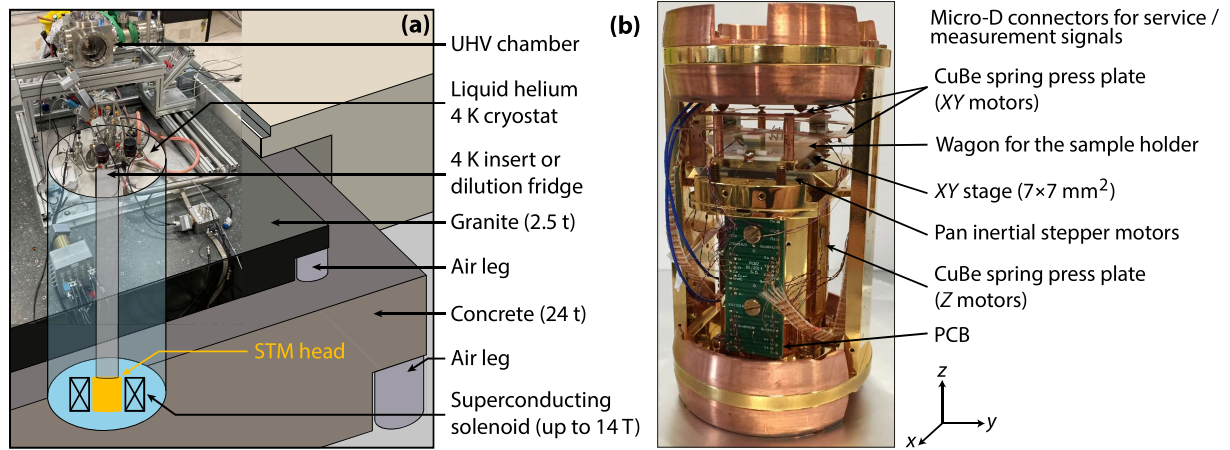 (a)
UHV chamber
Liquid helium
4 K cryostat
4 K insert or
dilution fridge
Granite (2.5 t)
Air leg
Concrete (24 t)
STM head
Air leg
Superconducting
solenoid (up to 14 T)
(b)
Micro-D connectors for service /
measurement signals
CuBe spring press plate
(XY motors)
Wagon for the sample holder
XY stage (7×7 mm²)
Pan inertial stepper motors
CuBe spring press plate
(Z motors)
PCB
z
y
x